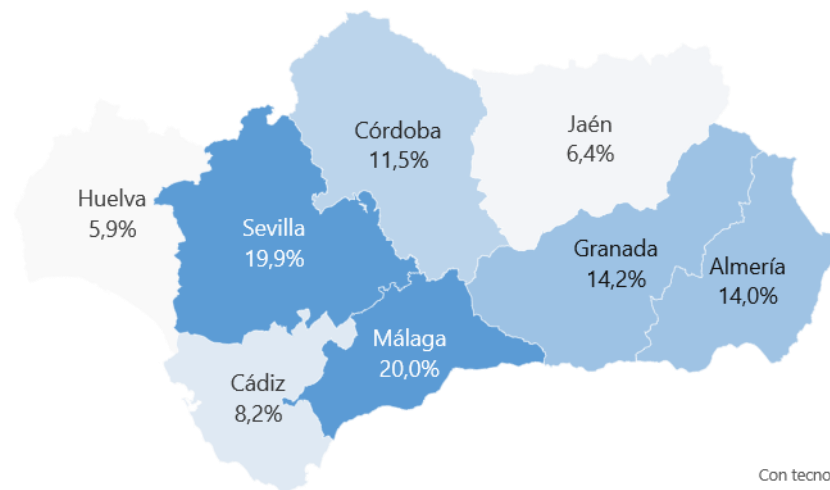 Córdoba
11,5%
Jaén
6,4%
Huelva
5,9%
Sevilla
19,9%
Granada
14,2%
Almería
14,0%
Málaga
20,0%
Cádiz
8,2%
Con tecno